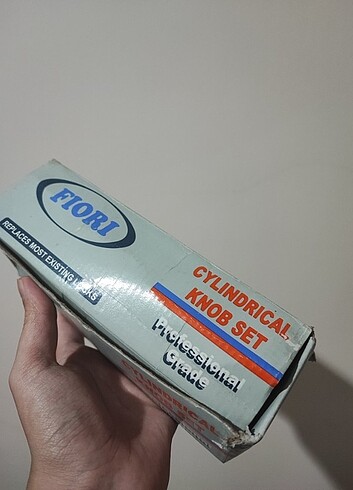 FIORI
REPLACES MOST EXISTING LOCKS
CYLINDRICAL
KNOB SET
Professional
Grade
CYLINDRICAL